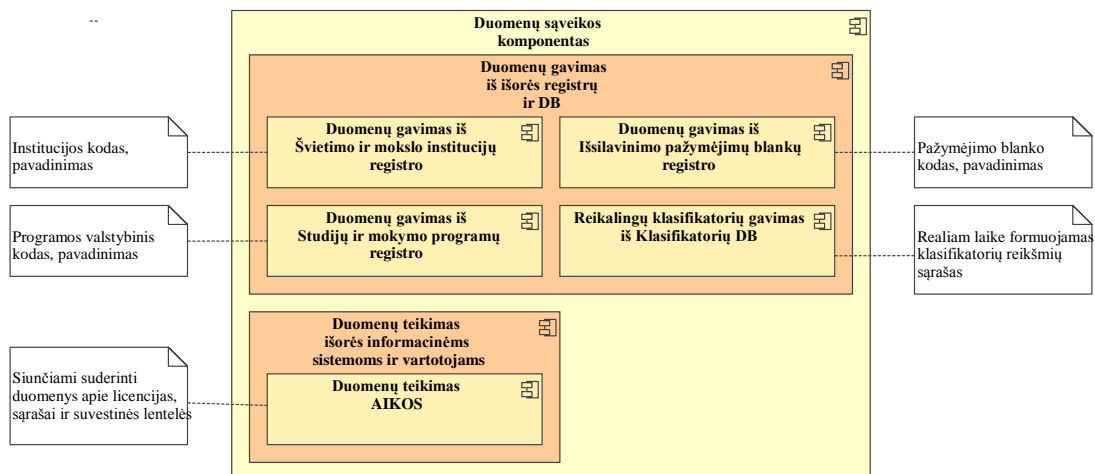 --
Duomenų sąveikos
komponentas
Duomenų gavimas
iš išorės registrų
ir DB
Institucijos kodas,
pavadinimas
Duomenų gavimas iš
Švietimo ir mokslo institucijų
registro
Duomenų gavimas iš
Išsilavinimo pažymėjimų blankų
registro
Pažymėjimo blanko
kodas, pavadinimas
Programos valstybinis
kodas, pavadinimas
Duomenų gavimas iš
Studijų ir mokymo programų
registro
Reikalingų klasifikatorių gavimas
iš Klasifikatorių DB
Realiam laike formuojamas
klasifikatorių reikšmių
sąrašas
Duomenų teikimas
išorės informacinėms
sistemoms ir vartotojams
Siunčiami suderinti
duomenys apie licencijas,
sąrašai ir suvestinės lentelės
Duomenų teikimas
AIKOS